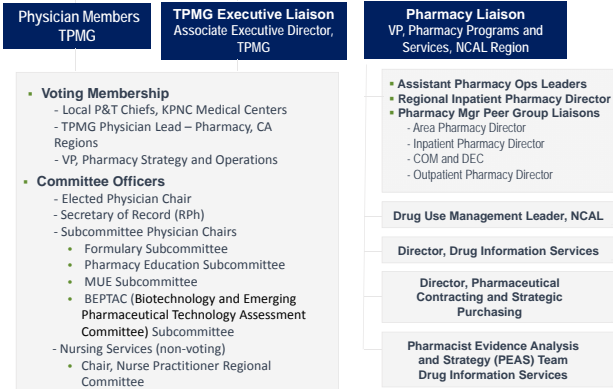 Physician Members
TPMG
TPMG Executive Liaison
Associate Executive Director,
TPMG
Pharmacy Liaison
VP, Pharmacy Programs and
Services, NCAL Region
▪ Voting Membership
- Local P&T Chiefs, KPNC Medical Centers
- TPMG Physician Lead – Pharmacy, CA
Regions
- VP, Pharmacy Strategy and Operations
▪ Committee Officers
- Elected Physician Chair
- Secretary of Record (RPh)
- Subcommittee Physician Chairs
• Formulary Subcommittee
• Pharmacy Education Subcommittee
• MUE Subcommittee
• BEPTAC (Biotechnology and Emerging
Pharmaceutical Technology Assessment
Committee) Subcommittee
- Nursing Services (non-voting)
• Chair, Nurse Practitioner Regional
Committee
▪ Assistant Pharmacy Ops Leaders
▪ Regional Inpatient Pharmacy Director
▪ Pharmacy Mgr Peer Group Liaisons
- Area Pharmacy Director
- Inpatient Pharmacy Director
- COM and DEC
- Outpatient Pharmacy Director
Drug Use Management Leader, NCAL
Director, Drug Information Services
Director, Pharmaceutical
Contracting and Strategic
Purchasing
Pharmacist Evidence Analysis
and Strategy (PEAS) Team
Drug Information Services